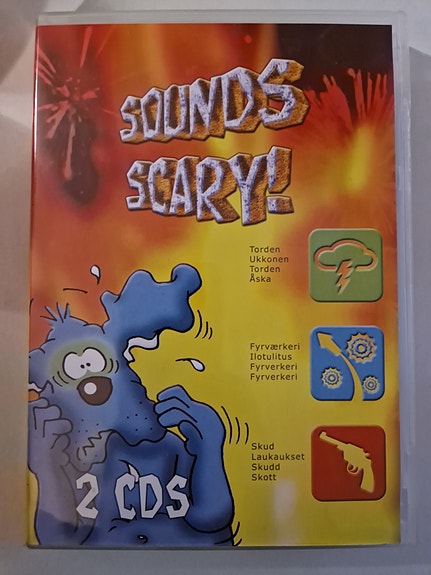 SOUNDS
SCARY!
Torden
Ukkonen
Torden
Åska
Fyrværkeri
Ilotulitus
Fyrverkeri
Fyrverkeri
Skud
Laukaukset
Skudd
Skott
2 CDS